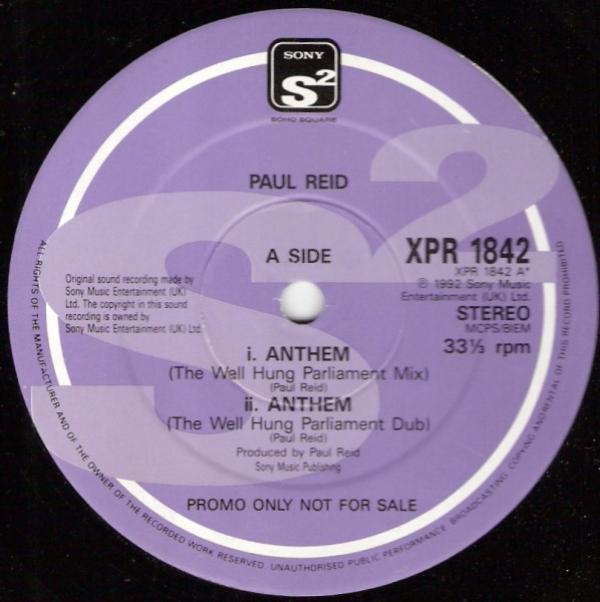 SONY
S2
SOHO SQUARE
PAUL REID
A SIDE
XPR 1842
XPR 1842 A*
℗ 1992 Sony Music
Entertainment (UK) Ltd.
STEREO
MCPS/BIEM
33⅓ rpm
Original sound recording made by
Sony Music Entertainment (UK)
Ltd. The copyright in this sound
recording is owned by
Sony Music Entertainment (UK) Ltd.
i. ANTHEM
(The Well Hung Parliament Mix)
(Paul Reid)
ii. ANTHEM
(The Well Hung Parliament Dub)
(Paul Reid)
Produced by Paul Reid
Sony Music Publishing
PROMO ONLY NOT FOR SALE
ALL RIGHTS OF THE MANUFACTURER AND OF THE OWNER OF THE RECORDED WORK RESERVED. UNAUTHORISED PUBLIC PERFORMANCE BROADCASTING, COPYING AND RENTAL OF THIS RECORD PROHIBITED
S2